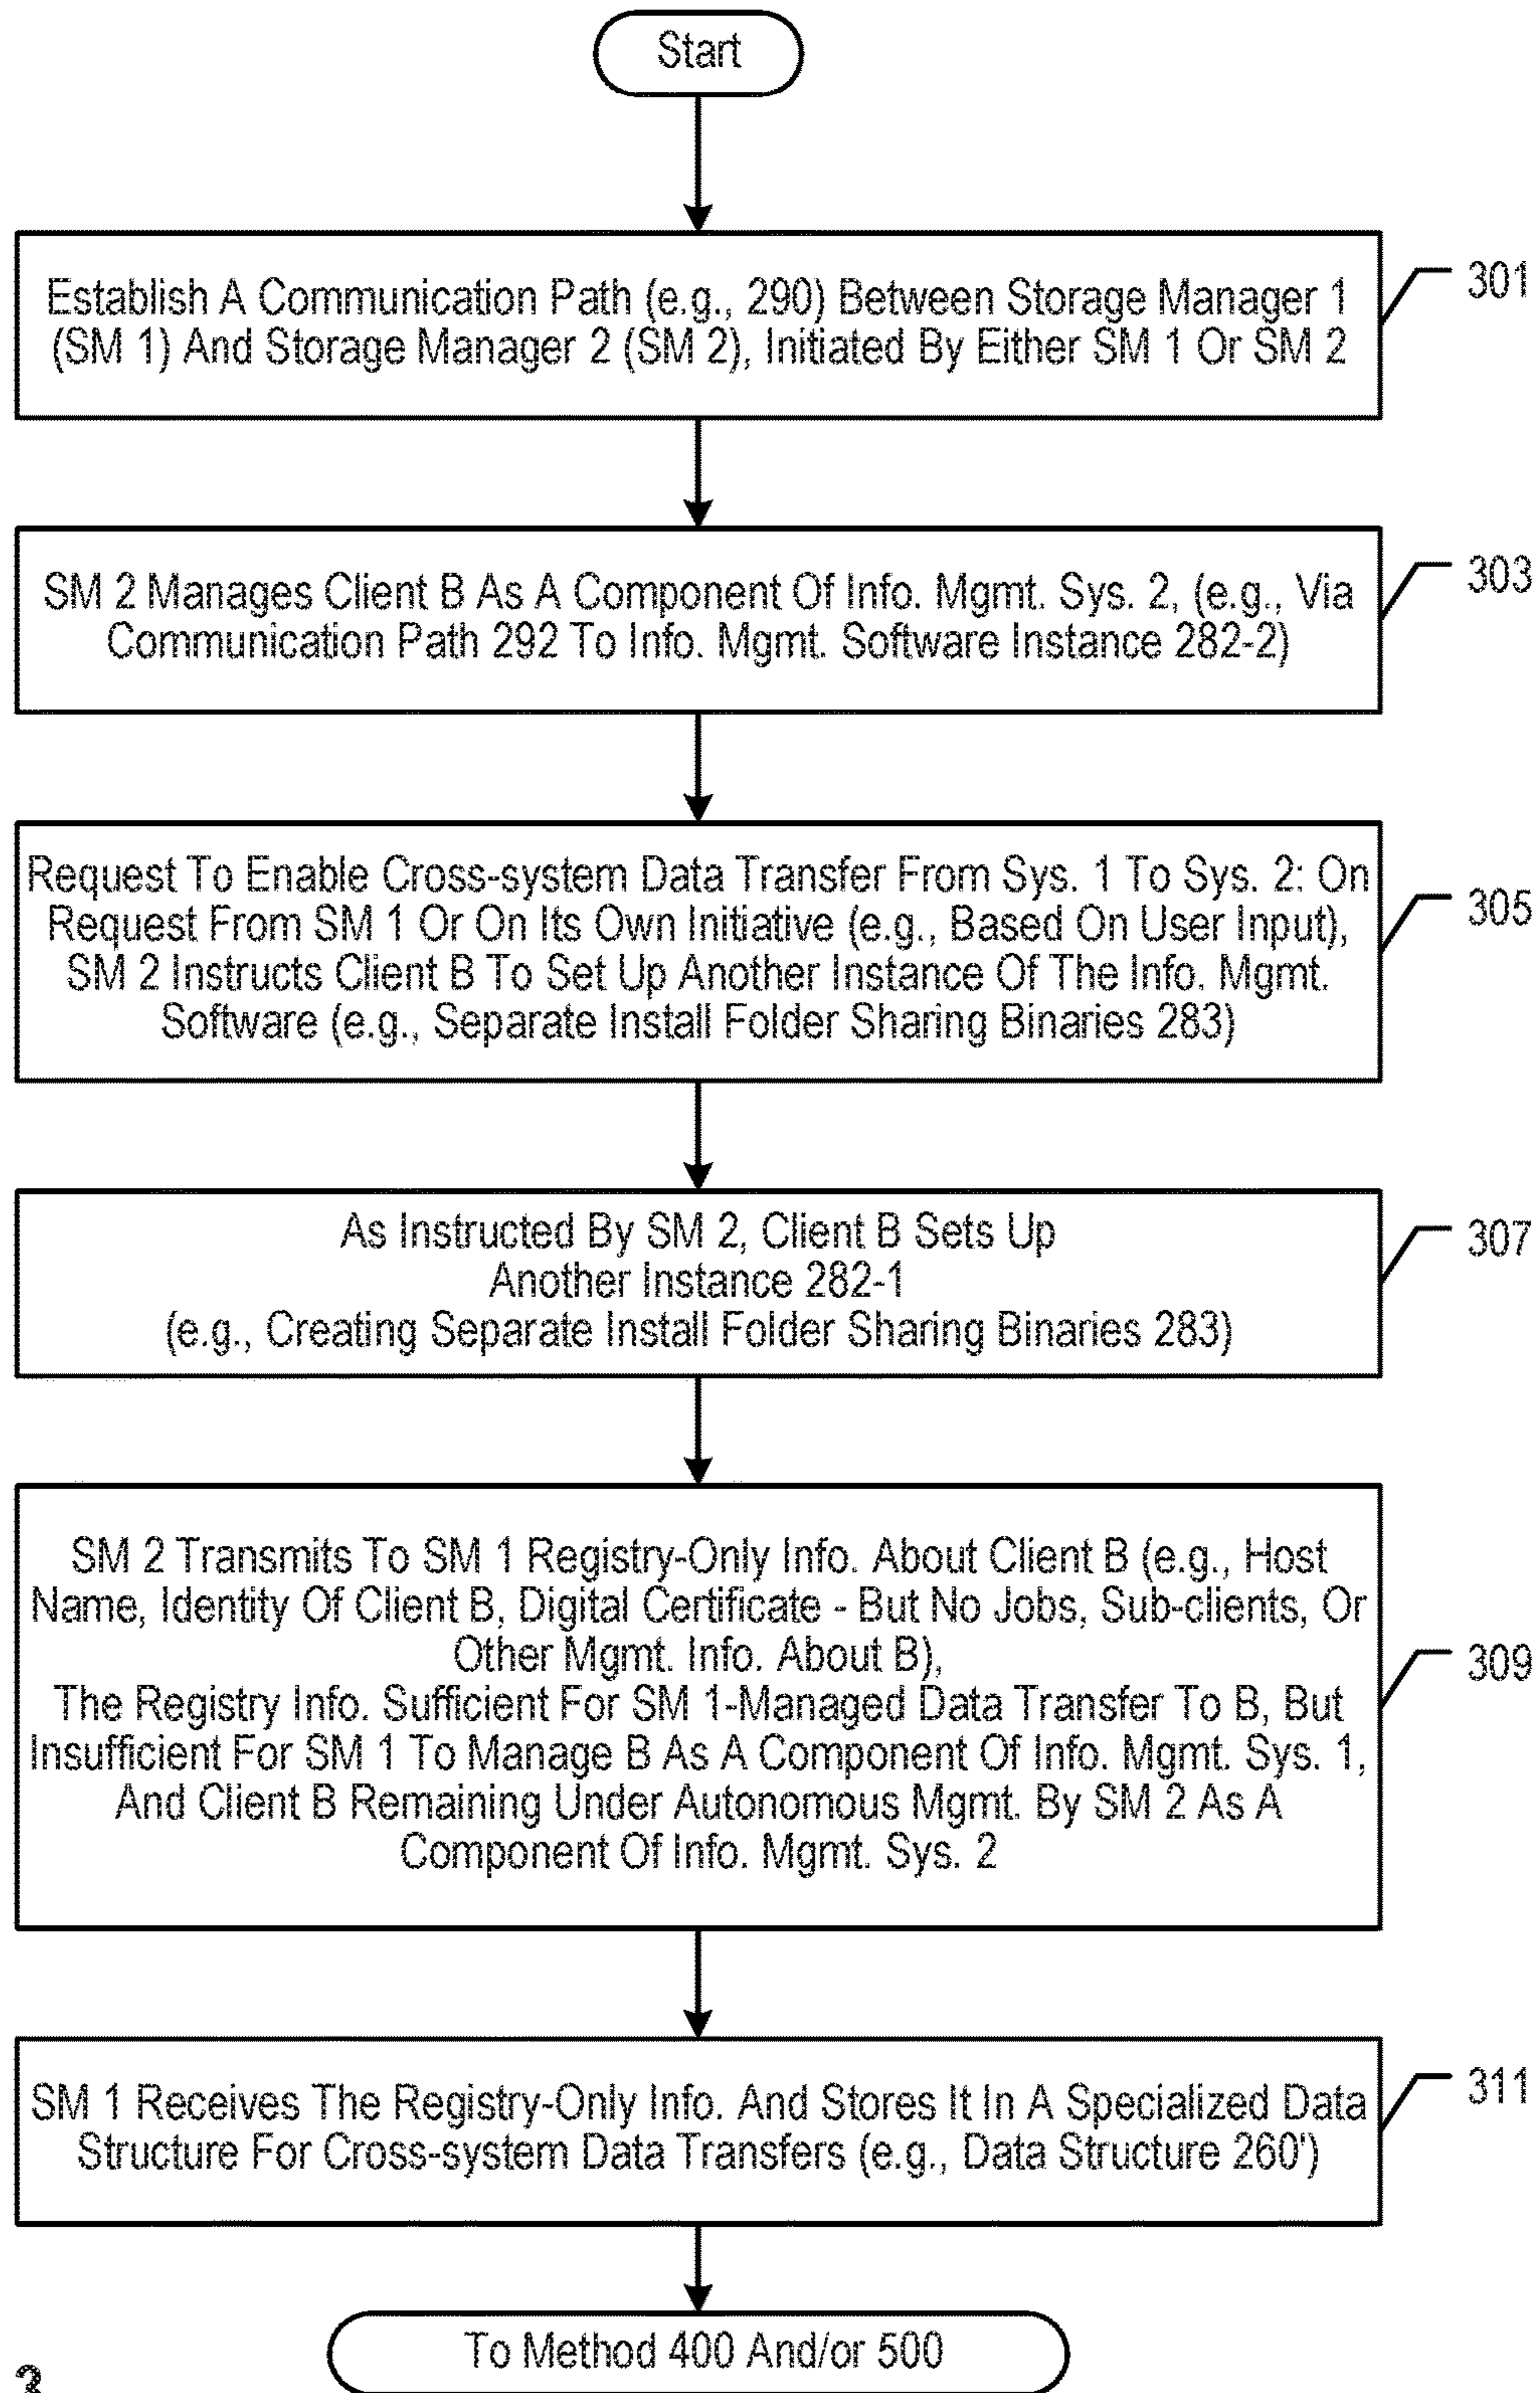 Start
Establish A Communication Path (e.g., 290) Between Storage Manager 1
(SM 1) And Storage Manager 2 (SM 2), Initiated By Either SM 1 Or SM 2
301
SM 2 Manages Client B As A Component Of Info. Mgmt. Sys. 2, (e.g., Via
Communication Path 292 To Info. Mgmt. Software Instance 282-2)
303
Request To Enable Cross-system Data Transfer From Sys. 1 To Sys. 2: On
Request From SM 1 Or On Its Own Initiative (e.g., Based On User Input),
SM 2 Instructs Client B To Set Up Another Instance Of The Info. Mgmt.
Software (e.g., Separate Install Folder Sharing Binaries 283)
305
As Instructed By SM 2, Client B Sets Up
Another Instance 282-1
(e.g., Creating Separate Install Folder Sharing Binaries 283)
307
SM 2 Transmits To SM 1 Registry-Only Info. About Client B (e.g., Host
Name, Identity Of Client B, Digital Certificate - But No Jobs, Sub-clients, Or
Other Mgmt. Info. About B),
The Registry Info. Sufficient For SM 1-Managed Data Transfer To B, But
Insufficient For SM 1 To Manage B As A Component Of Info. Mgmt. Sys. 1,
And Client B Remaining Under Autonomous Mgmt. By SM 2 As A
Component Of Info. Mgmt. Sys. 2
309
SM 1 Receives The Registry-Only Info. And Stores It In A Specialized Data
Structure For Cross-system Data Transfers (e.g., Data Structure 260')
311
To Method 400 And/or 500
3